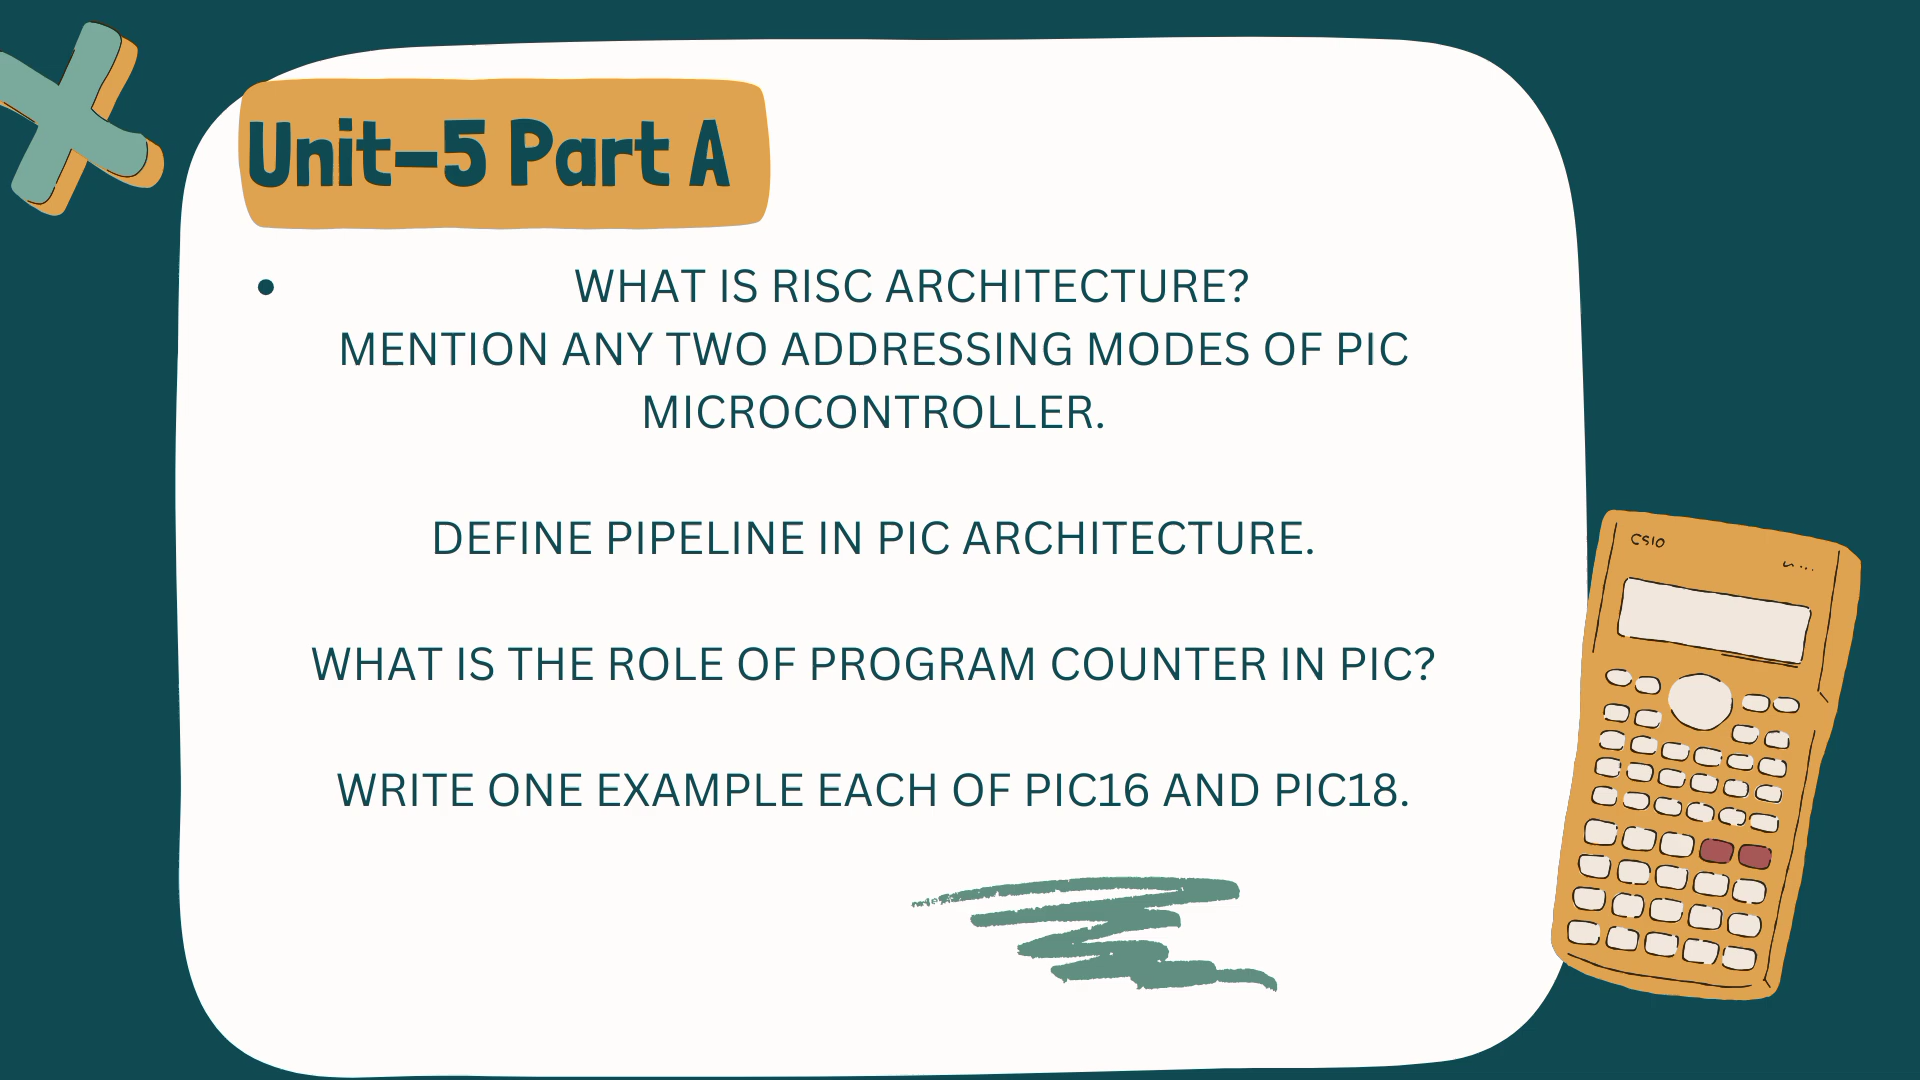 Unit-5 Part A
• WHAT IS RISC ARCHITECTURE?
MENTION ANY TWO ADDRESSING MODES OF PIC
MICROCONTROLLER.
DEFINE PIPELINE IN PIC ARCHITECTURE.
WHAT IS THE ROLE OF PROGRAM COUNTER IN PIC?
WRITE ONE EXAMPLE EACH OF PIC16 AND PIC18.
CSIO